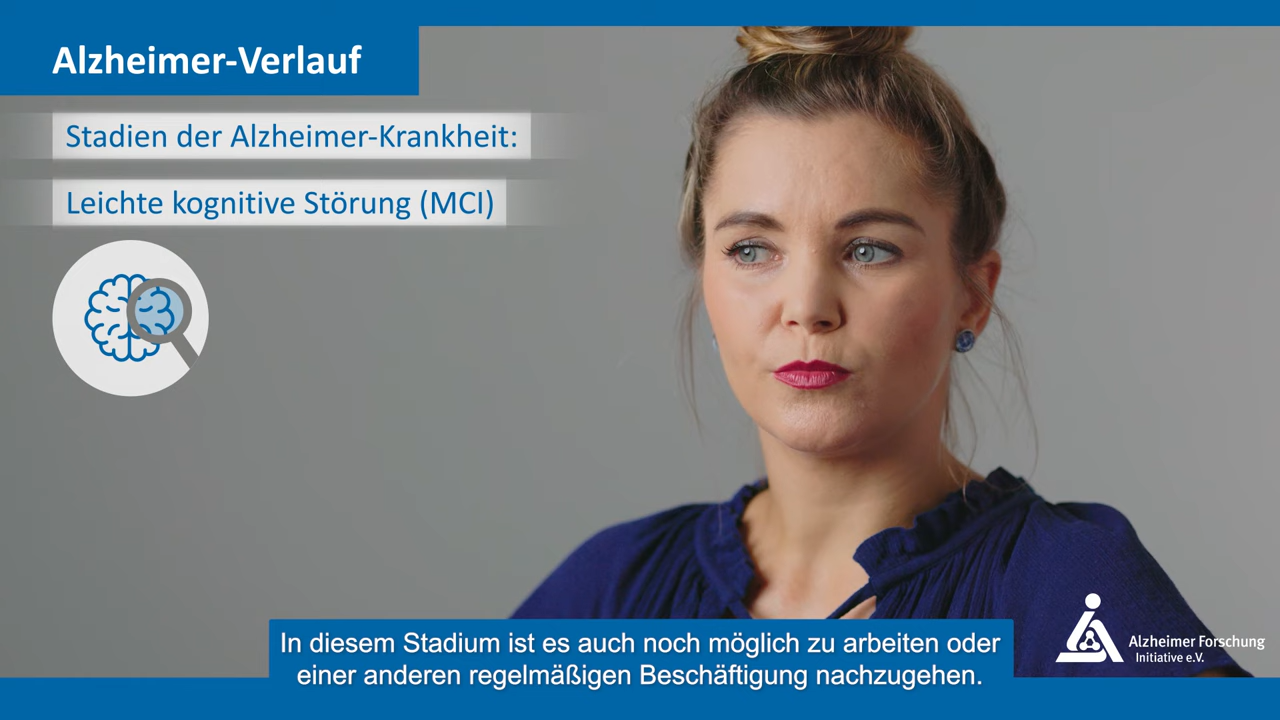 Alzheimer-Verlauf
Stadien der Alzheimer-Krankheit:
Leichte kognitive Störung (MCI)
In diesem Stadium ist es auch noch möglich zu arbeiten oder
einer anderen regelmäßigen Beschäftigung nachzugehen.
Alzheimer Forschung
Initiative e.V.